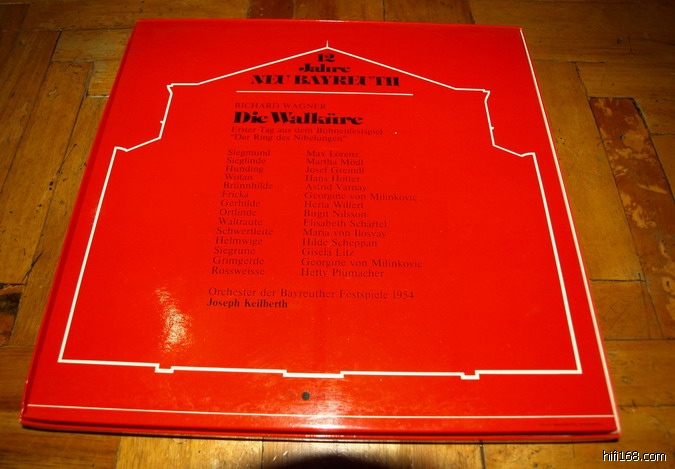 12
Jahre
NEU BAYREUTH
RICHARD WAGNER
Die Walküre
Erster Tag aus dem Bühnenfestspiel
"Der Ring des Nibelungen"
Siegmund Max Lorenz
Sieglinde Martha Mödl
Hunding Josef Greindl
Wotan Hans Hotter
Brünnhilde Astrid Varnay
Fricka Georgine von Milinkovic
Gerhilde Herta Wilfert
Ortlinde Birgit Nilsson
Waltraute Elisabeth Schärtel
Schwertleite Maria von Ilosvay
Helmwige Hilde Scheppan
Siegrune Gisela Litz
Grimgerde Georgine von Milinkovic
Rossweisse Hetty Plümacher
Orchester der Bayreuther Festspiele 1954
Joseph Keilberth
hifi168.com